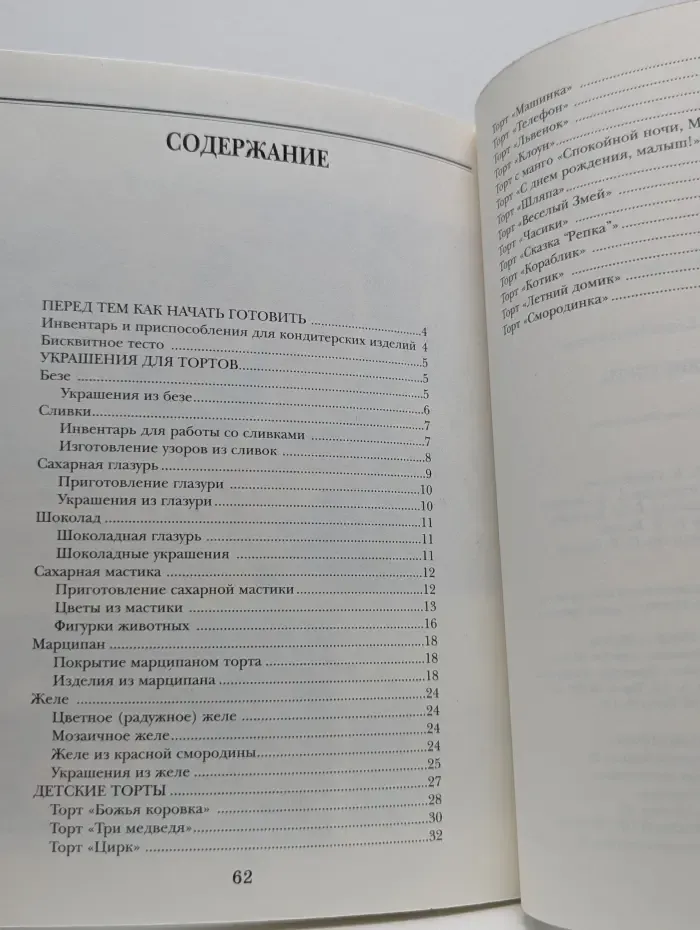 СОДЕРЖАНИЕ
ПЕРЕД ТЕМ КАК НАЧАТЬ ГОТОВИТЬ ........ 4
Инвентарь и приспособления для кондитерских изделий 4
Бисквитное тесто ........ 5
УКРАШЕНИЯ ДЛЯ ТОРТОВ ........ 5
Безе ........ 5
Украшения из безе ........ 6
Сливки ........ 7
Инвентарь для работы со сливками ........ 7
Изготовление узоров из сливок ........ 8
Сахарная глазурь ........ 9
Приготовление глазури ........ 10
Украшения из глазури ........ 10
Шоколад ........ 11
Шоколадная глазурь ........ 11
Шоколадные украшения ........ 11
Сахарная мастика ........ 12
Приготовление сахарной мастики ........ 12
Цветы из мастики ........ 13
Фигурки животных ........ 16
Марципан ........ 18
Покрытие марципаном торта ........ 18
Изделия из марципана ........ 18
Желе ........ 24
Цветное (радужное) желе ........ 24
Мозаичное желе ........ 24
Желе из красной смородины ........ 24
Украшения из желе ........ 25
ДЕТСКИЕ ТОРТЫ ........ 27
Торт «Божья коровка» ........ 28
Торт «Три медведя» ........ 30
Торт «Цирк» ........ 32
62
Торт «Машинка» ........
Торт «Телефон» ........
Торт «Львенок» ........
Торт «Клоун» ........
Торт с манго «Спокойной ночи, М
Торт «С днем рождения, малыш!»
Торт «Шляпа» ........
Торт «Веселый Змей» ........
Торт «Часики» ........
Торт «Сказка "Репка"» ........
Торт «Кораблик» ........
Торт «Котик» ........
Торт «Летний домик» ........
Торт «Смородинка» ........